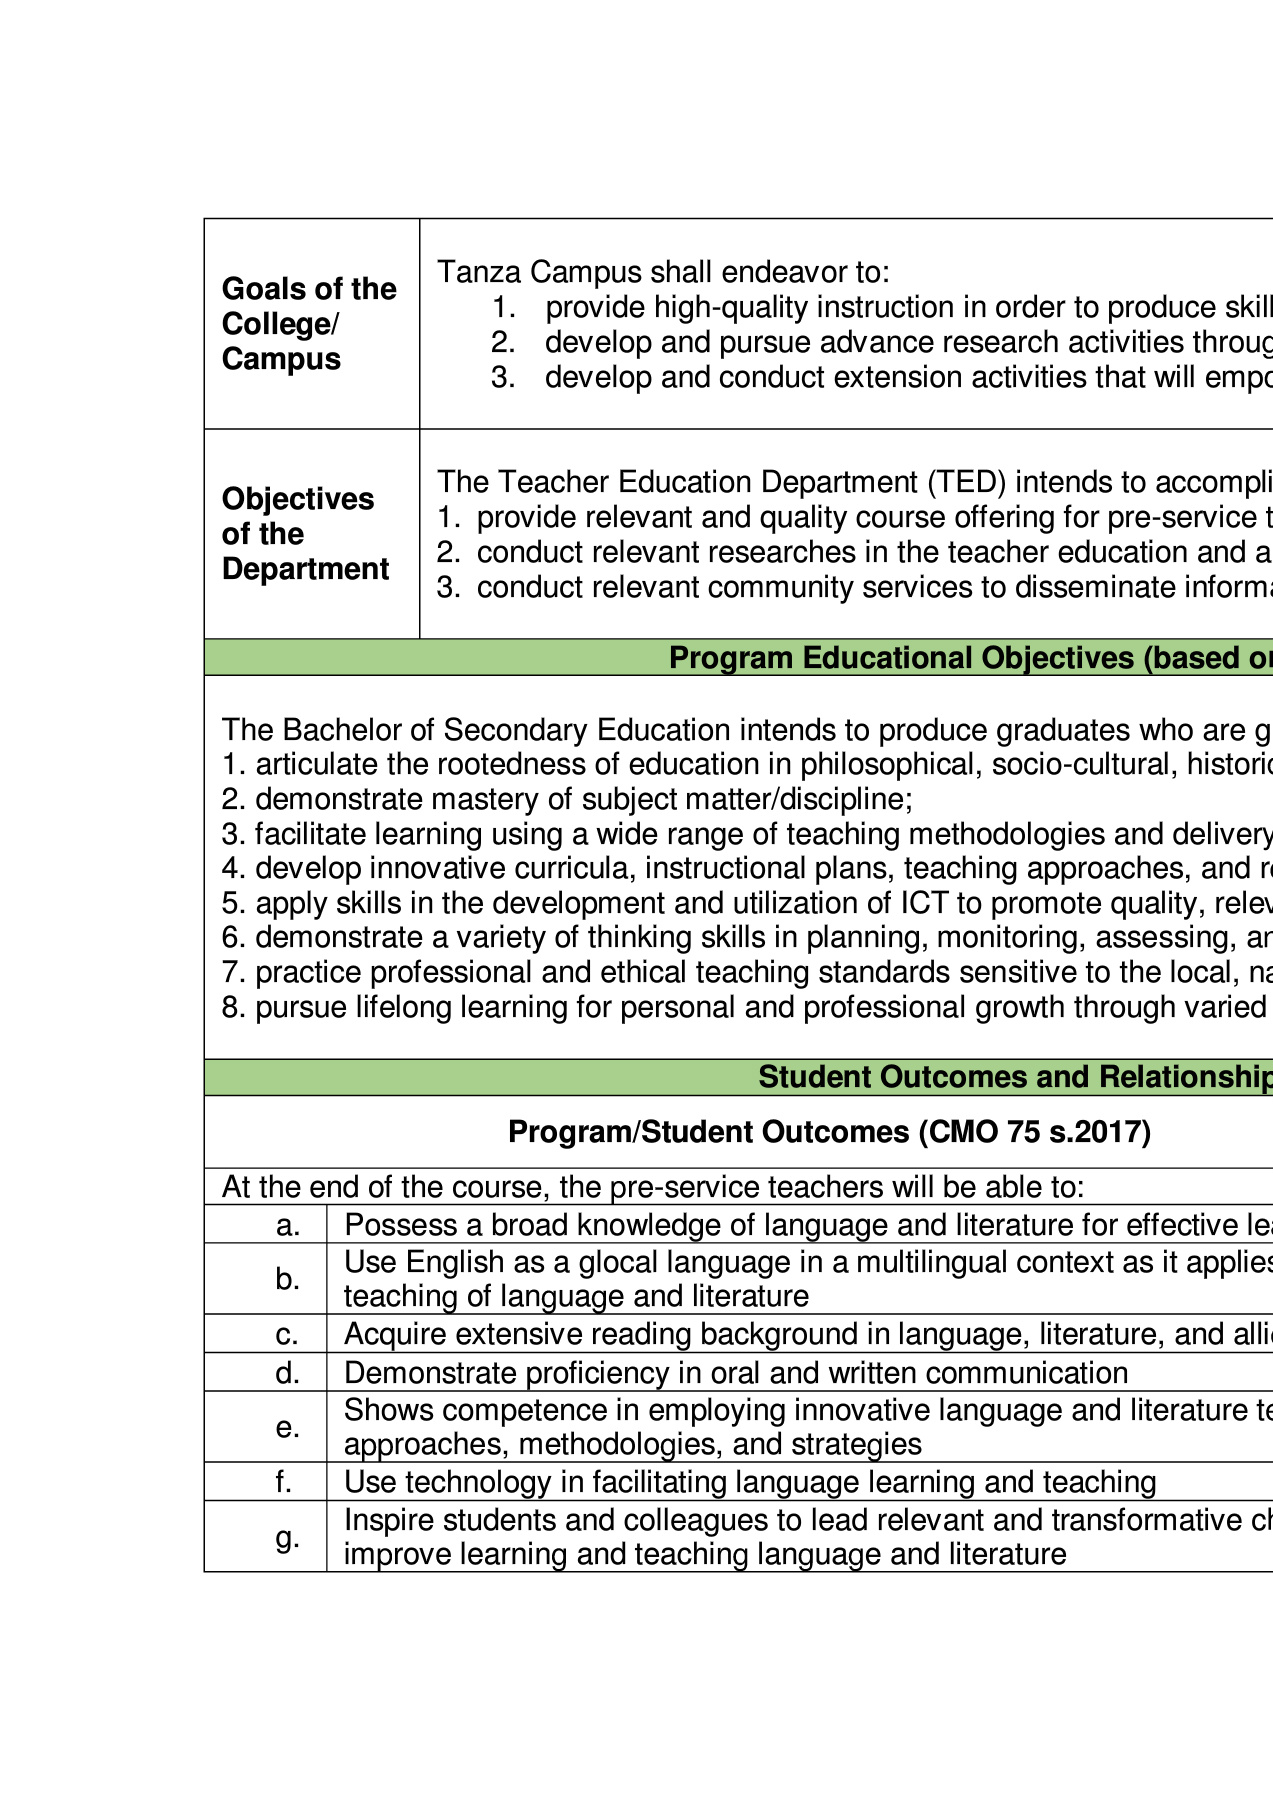 Goals of the
College/
Campus
Tanza Campus shall endeavor to:
1. provide high-quality instruction in order to produce skill
2. develop and pursue advance research activities throug
3. develop and conduct extension activities that will empo
Objectives
of the
Department
The Teacher Education Department (TED) intends to accompli
1. provide relevant and quality course offering for pre-service t
2. conduct relevant researches in the teacher education and a
3. conduct relevant community services to disseminate informa
Program Educational Objectives (based on
The Bachelor of Secondary Education intends to produce graduates who are g
1. articulate the rootedness of education in philosophical, socio-cultural, historic
2. demonstrate mastery of subject matter/discipline;
3. facilitate learning using a wide range of teaching methodologies and delivery
4. develop innovative curricula, instructional plans, teaching approaches, and re
5. apply skills in the development and utilization of ICT to promote quality, relev
6. demonstrate a variety of thinking skills in planning, monitoring, assessing, an
7. practice professional and ethical teaching standards sensitive to the local, na
8. pursue lifelong learning for personal and professional growth through varied
Student Outcomes and Relationship
Program/Student Outcomes (CMO 75 s.2017)
At the end of the course, the pre-service teachers will be able to:
a. Possess a broad knowledge of language and literature for effective lea
b. Use English as a glocal language in a multilingual context as it applies
teaching of language and literature
c. Acquire extensive reading background in language, literature, and allie
d. Demonstrate proficiency in oral and written communication
e. Shows competence in employing innovative language and literature te
approaches, methodologies, and strategies
f. Use technology in facilitating language learning and teaching
g. Inspire students and colleagues to lead relevant and transformative ch
improve learning and teaching language and literature